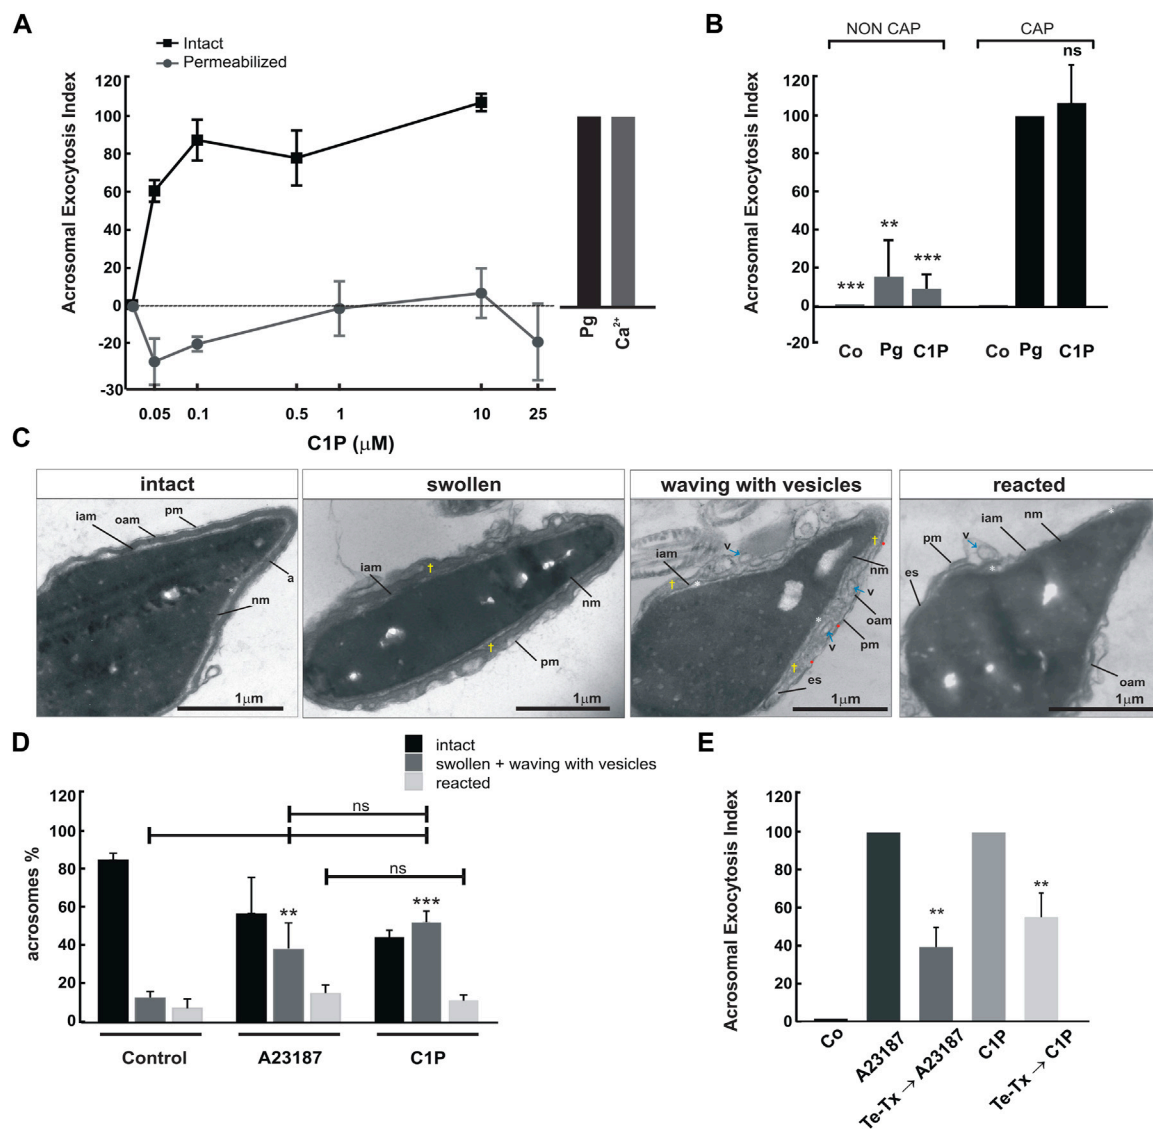 A
Intact
Permeabilized
Acrosomal Exocytosis Index
120
100
80
60
40
20
0
-20
-30
0.05 0.1 0.5 1 10 25
C1P (μM)
Pg
Ca2+
B
NON CAP CAP
ns
Acrosomal Exocytosis Index
120
100
80
60
40
20
0
-20
*** ** ***
Co Pg C1P Co Pg C1P
C
intact
iam oam pm
a
nm
1μm
swollen
iam †
nm
†
pm
1μm
waving with vesicles
v
iam
†
†
nm
v
oam
*
v
pm
†
es
1μm
reacted
v
iam
nm
pm
es
oam
1μm
D
intact
swollen + waving with vesicles
reacted
acrosomes %
120
100
80
60
40
20
0
ns
ns
** ***
Control A23187 C1P
E
Acrosomal Exocytosis Index
120
100
80
60
40
20
0
** **
Co
A23187
Te-Tx → A23187
C1P
Te-Tx → C1P